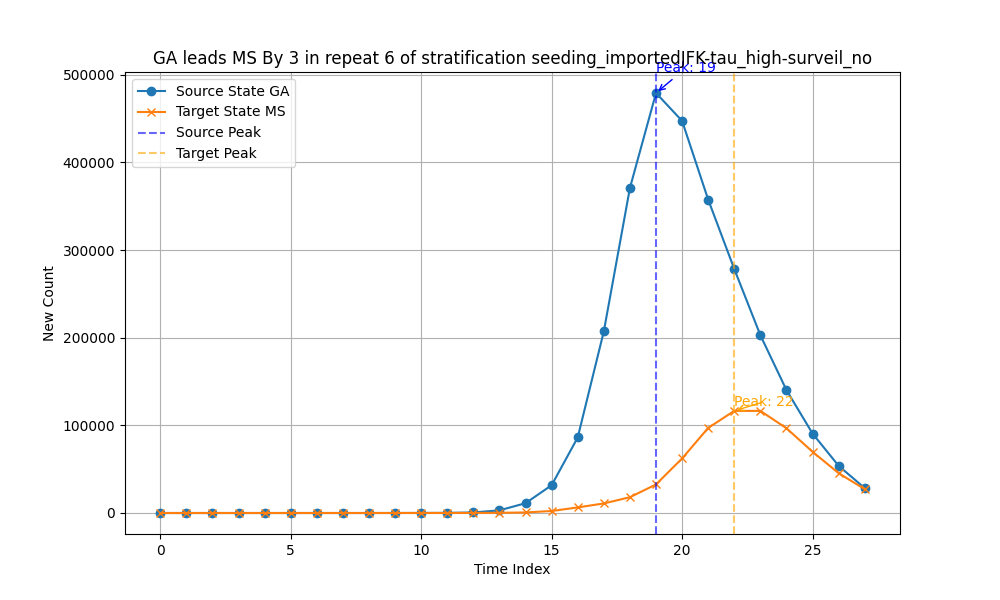 GA leads MS By 3 in repeat 6 of stratification seeding_importedJFK-tau_high-surveil_no
Peak: 19
500000
400000
300000
200000
100000
0
New Count
Source State GA
Target State MS
Source Peak
Target Peak
Peak: 22
0 5 10 15 20 25
Time Index